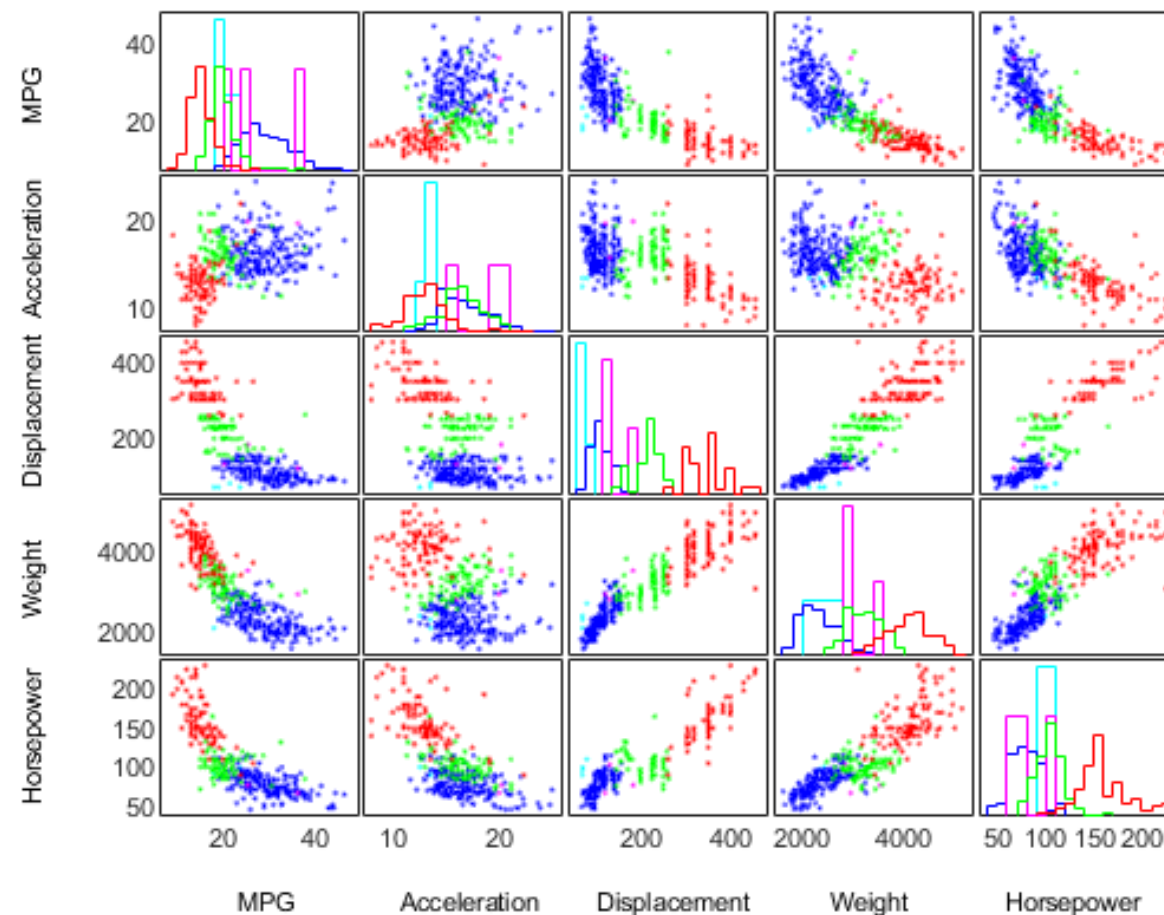 MPG
40
20
Acceleration
20
10
Displacement
400
200
Weight
4000
2000
Horsepower
200
150
100
50
20 40 10 20 200 400 2000 4000 50 100 150 200
MPG Acceleration Displacement Weight Horsepower